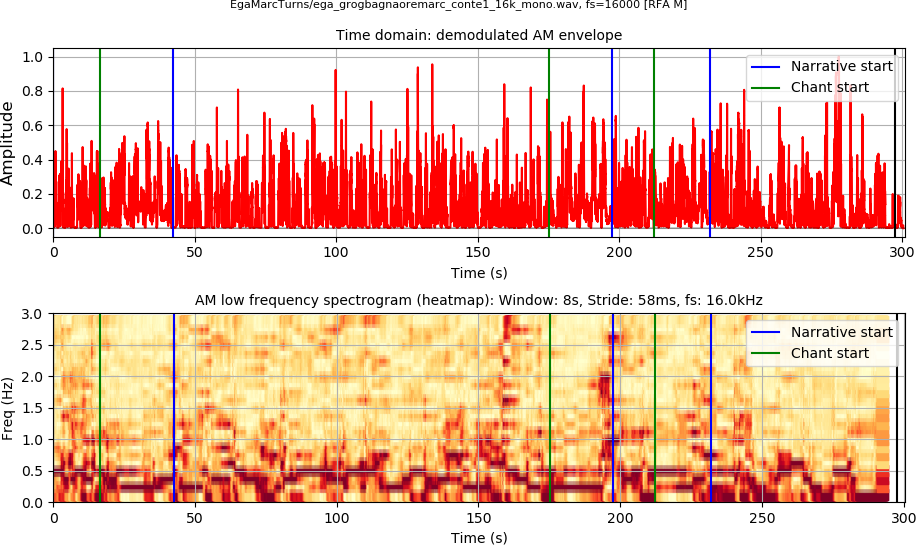 EgaMarcTurns/ega_grogbagnaoremarc_conte1_16k_mono.wav, fs=16000 [RFA M]
Time domain: demodulated AM envelope
Amplitude
1.0
0.8
0.6
0.4
0.2
0.0
Narrative start
Chant start
0 50 100 150 200 250 300
Time (s)
AM low frequency spectrogram (heatmap): Window: 8s, Stride: 58ms, fs: 16.0kHz
Freq (Hz)
3.0
2.5
2.0
1.5
1.0
0.5
0.0
Narrative start
Chant start
0 50 100 150 200 250 300
Time (s)